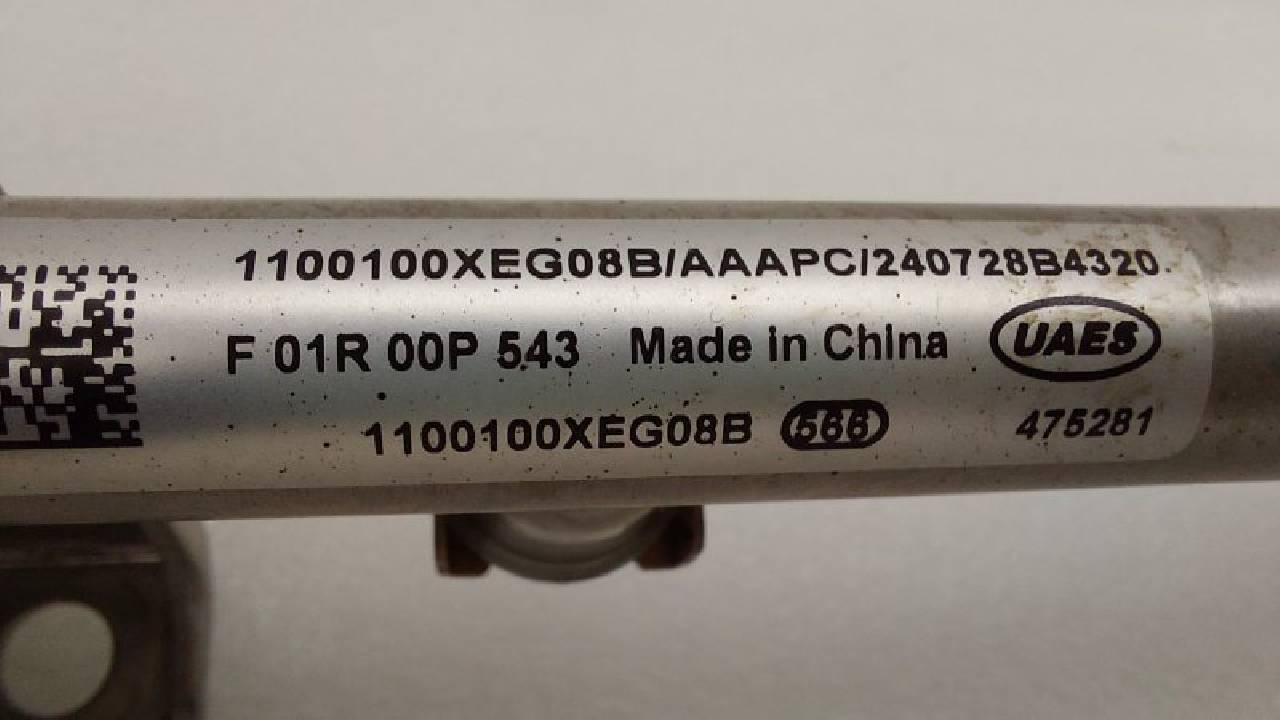 1100100XEG08B/AAAPC/240728B4320.
F 01R 00P 543 Made in China UAES
1100100XEG08B 566 475281